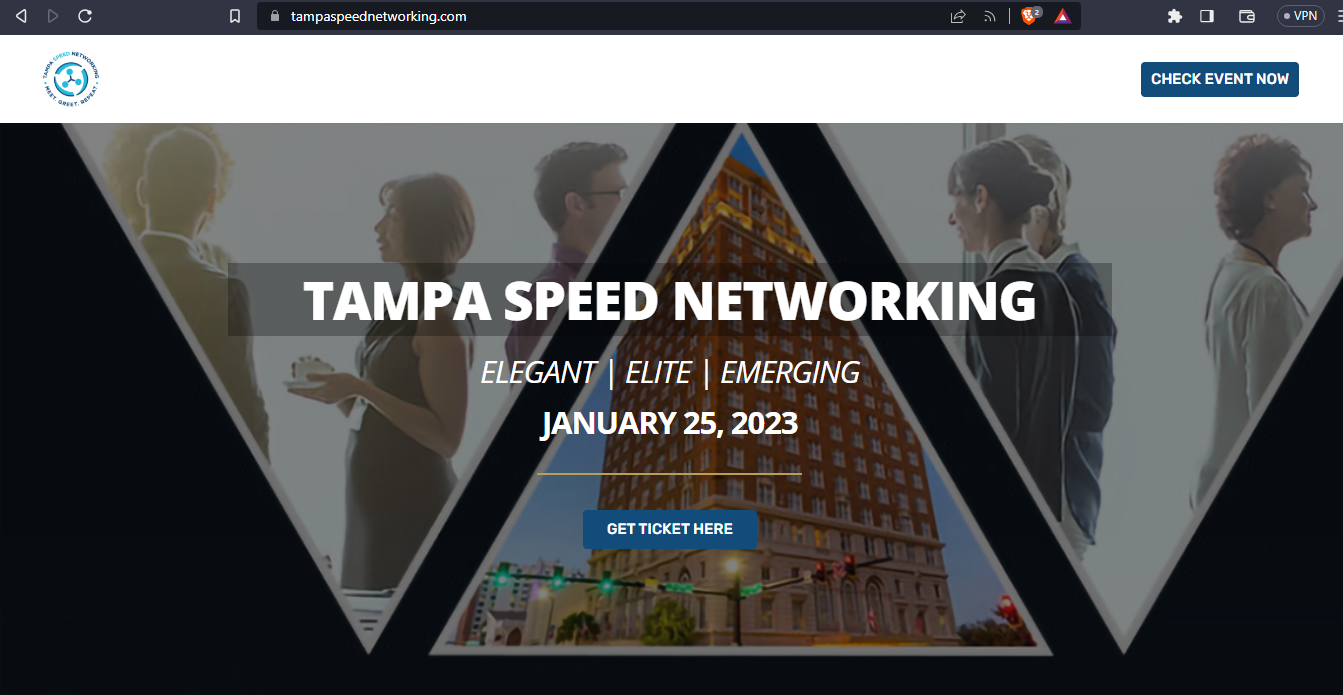 tampaspeednetworking.com
2
VPN
TAMPA SPEED NETWORKING
MEET, GREET, REPEAT
CHECK EVENT NOW
TAMPA SPEED NETWORKING
ELEGANT | ELITE | EMERGING
JANUARY 25, 2023
GET TICKET HERE